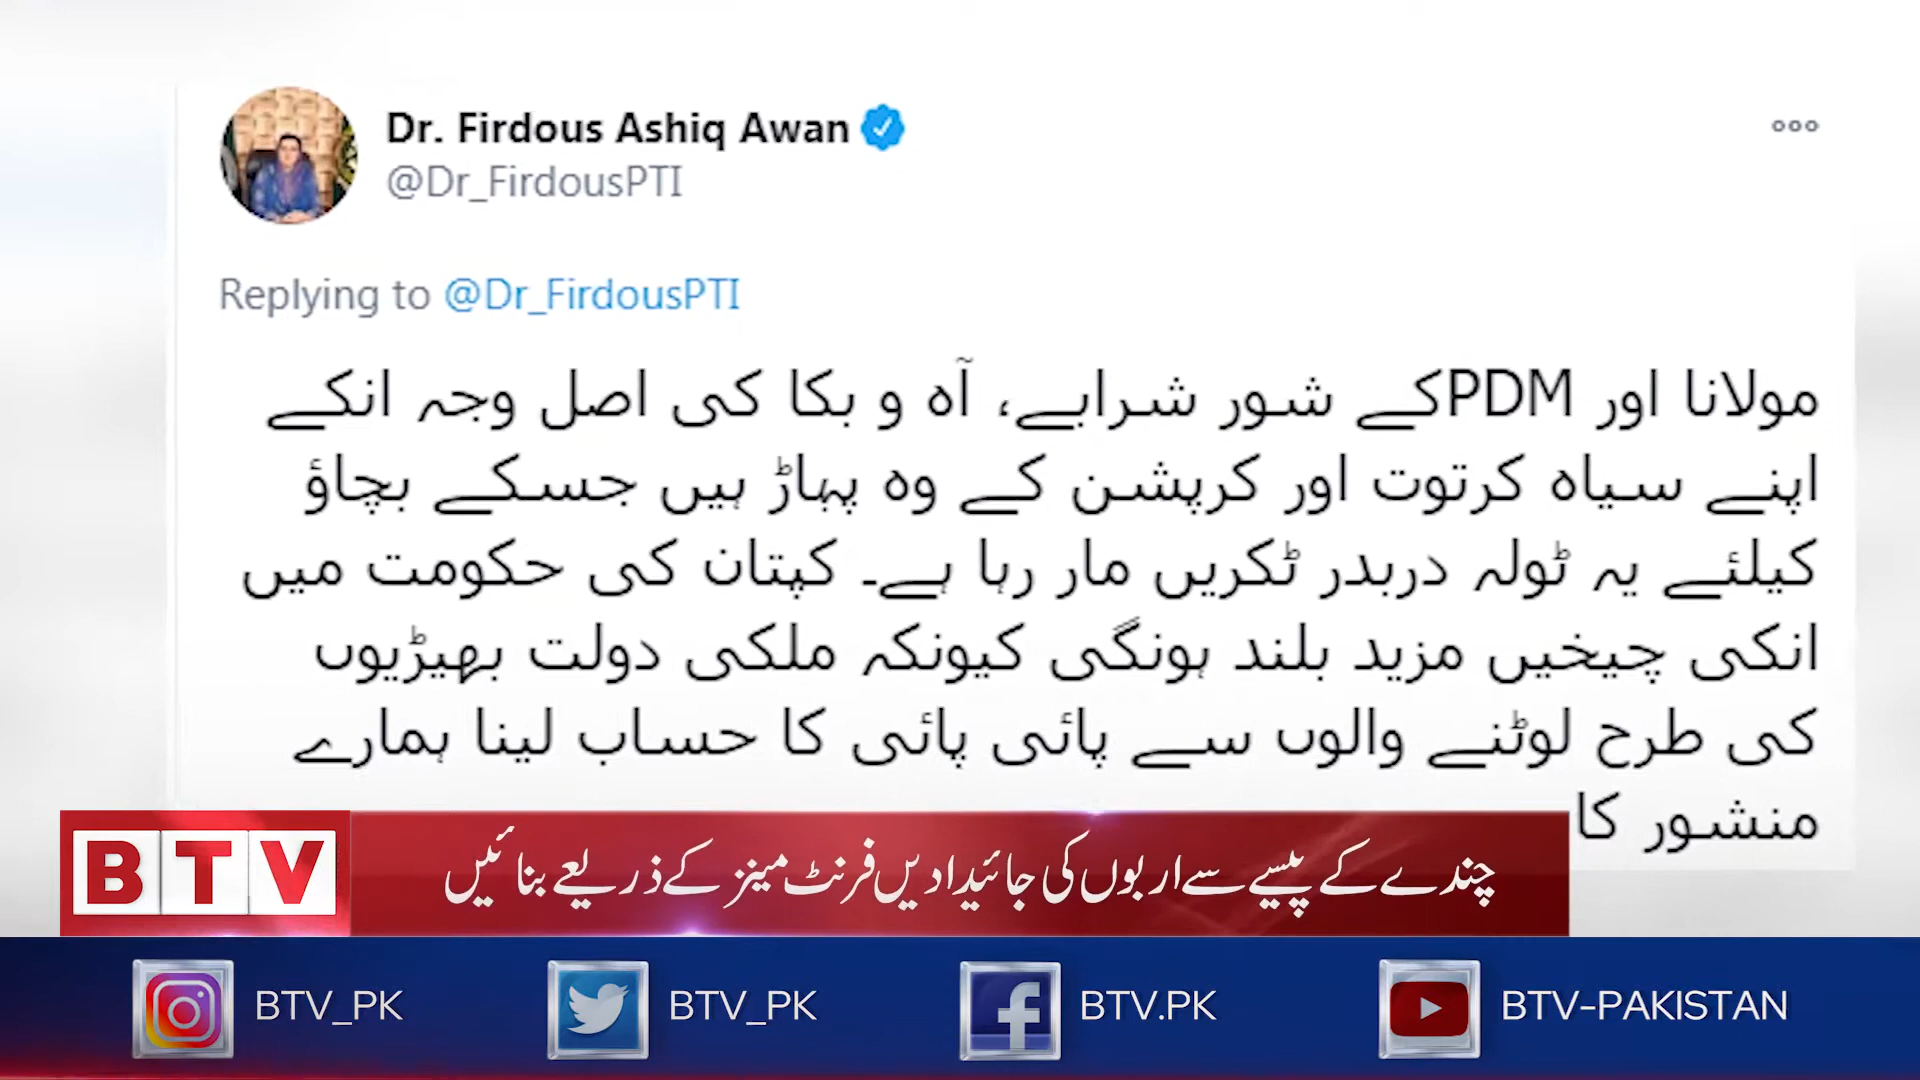 Dr. Firdous Ashiq Awan
@Dr_FirdousPTI
Replying to @Dr_FirdousPTI
مولانا اور PDMکے شور شرابے، آہ و بکا کی اصل وجہ انکے
اپنے سیاہ کرتوت اور کرپشن کے وہ پہاڑ ہیں جسکے بچاؤ
کیلئے یہ ٹولہ دربدر ٹکریں مار رہا ہے۔ کپتان کی حکومت میں
انکی چیخیں مزید بلند ہونگی کیونکہ ملکی دولت بھیڑیوں
کی طرح لوٹنے والوں سے پائی پائی کا حساب لینا ہمارے
منشور کا
BTV
چندے کے پیسے سے اربوں کی جائیدادیں فرنٹ مینز کے ذریعے بنائیں
BTV_PK
BTV_PK
BTV.PK
BTV-PAKISTAN